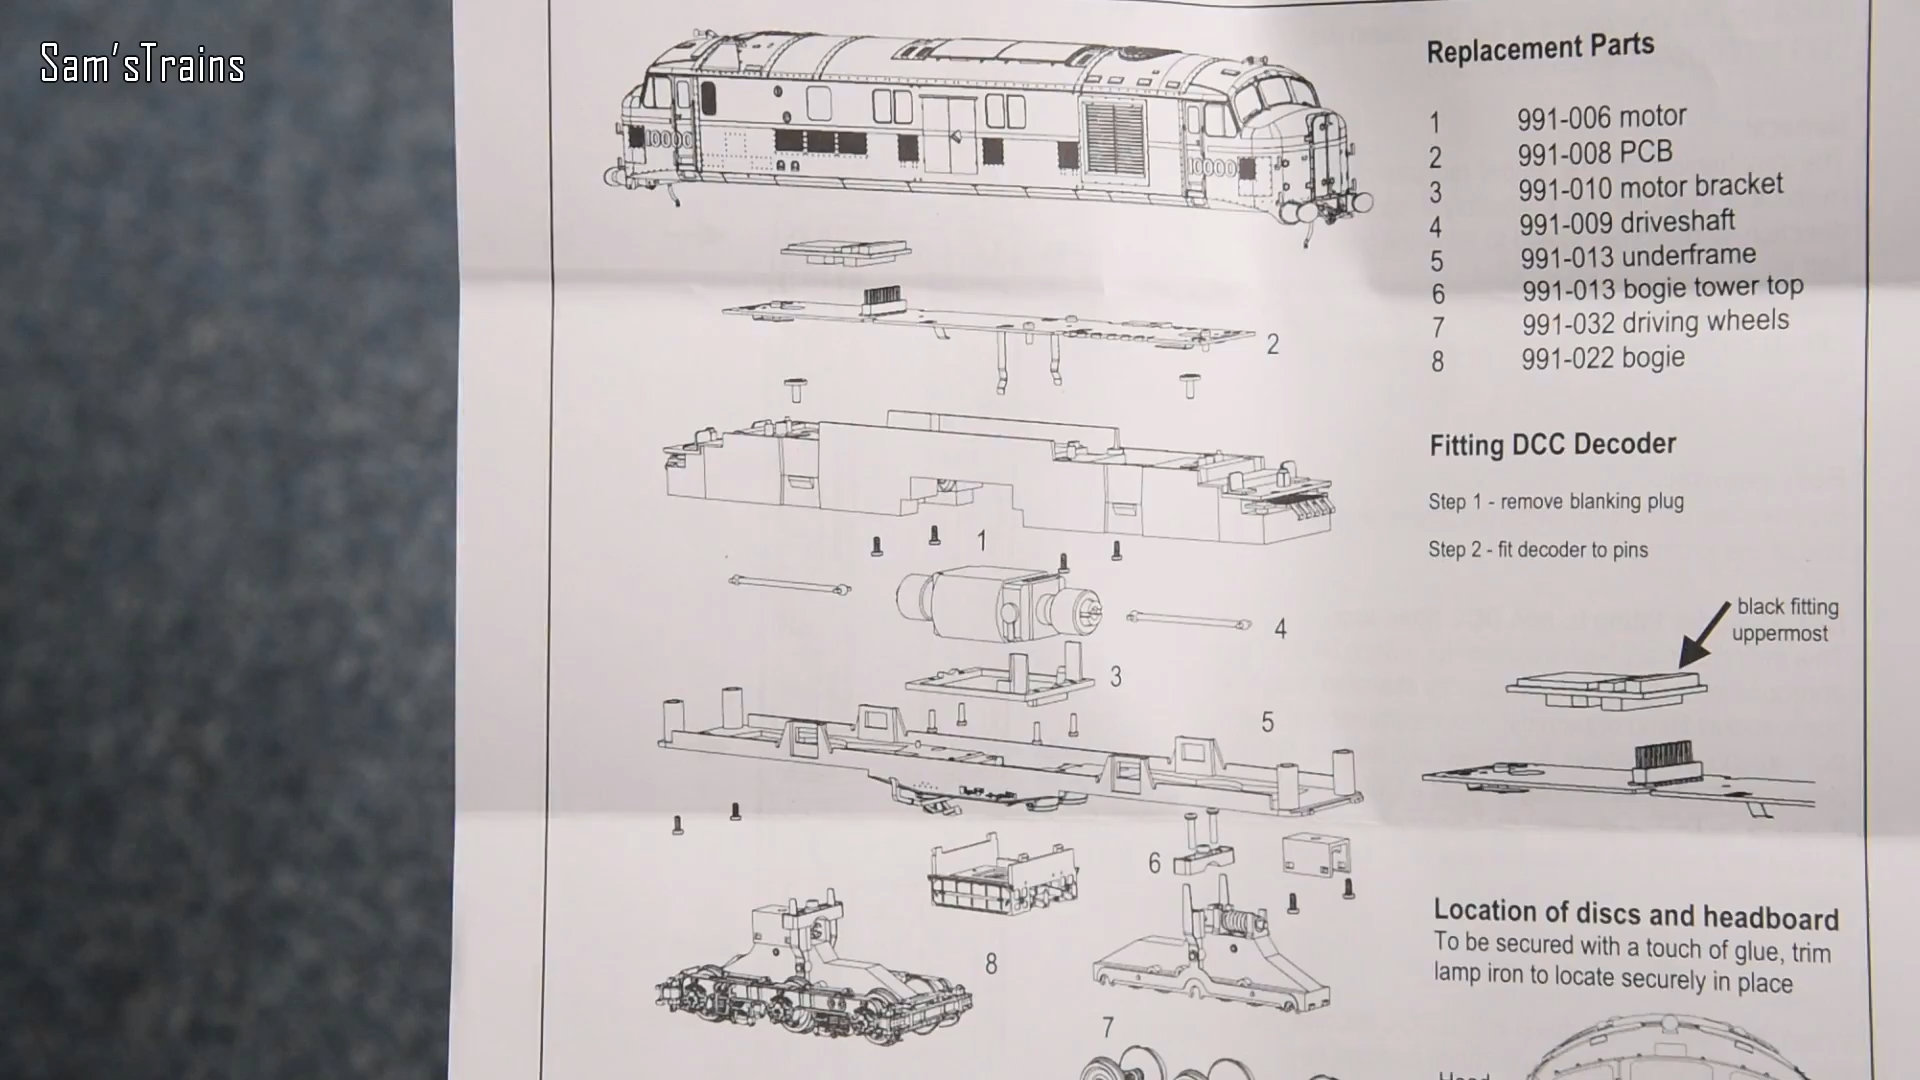 Sam'sTrains
10000
10000
Replacement Parts
1 991-006 motor
2 991-008 PCB
3 991-010 motor bracket
4 991-009 driveshaft
5 991-013 underframe
6 991-013 bogie tower top
7 991-032 driving wheels
8 991-022 bogie
2
1
4
3
5
6
8
7
Fitting DCC Decoder
Step 1 - remove blanking plug
Step 2 - fit decoder to pins
black fitting
uppermost
Location of discs and headboard
To be secured with a touch of glue, trim
lamp iron to locate securely in place